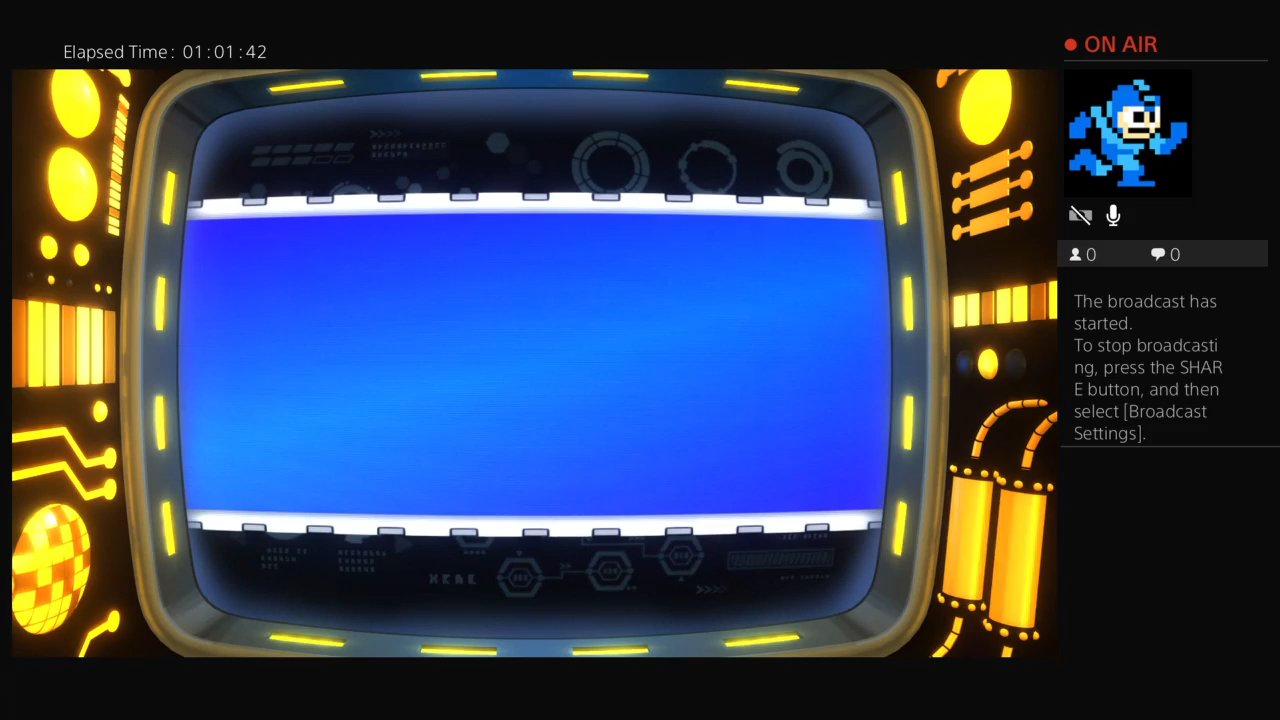 Elapsed Time: 01:01:42
ON AIR
0
0
The broadcast has
started.
To stop broadcasti
ng, press the SHAR
E button, and then
select [Broadcast
Settings].